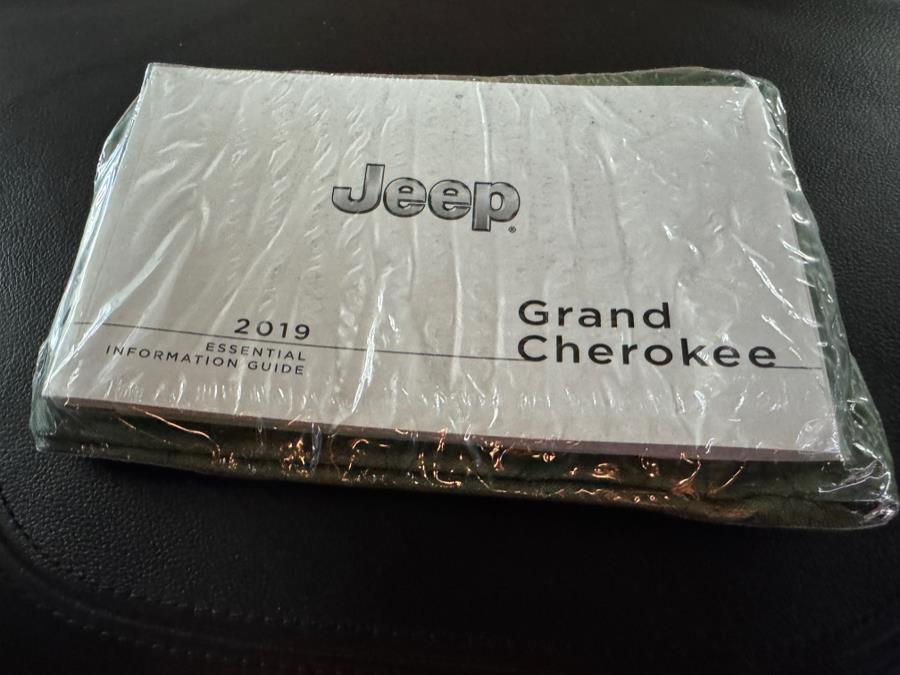 Jeep®
2019
ESSENTIAL
INFORMATION GUIDE
Grand
Cherokee